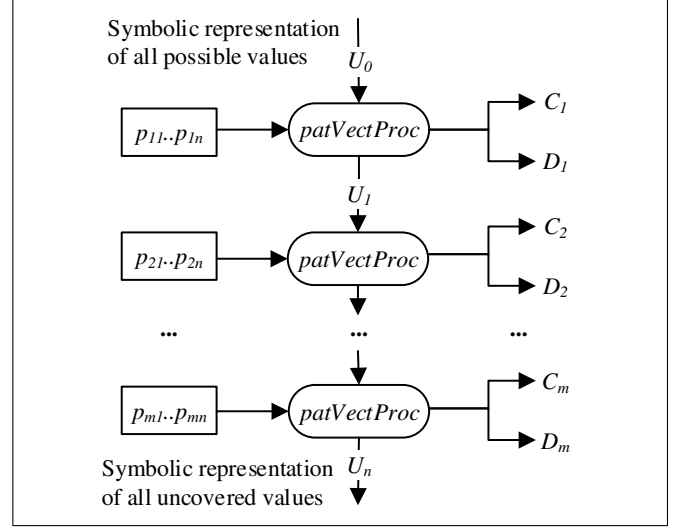 Symbolic representation
of all possible values
U₀
p₁₁..p₁ₙ
patVectProc
C₁
D₁
U₁
p₂₁..p₂ₙ
patVectProc
C₂
D₂
... ... ...
pₘ₁..pₘₙ
patVectProc
Cₘ
Dₘ
Symbolic representation
of all uncovered values
Uₙ